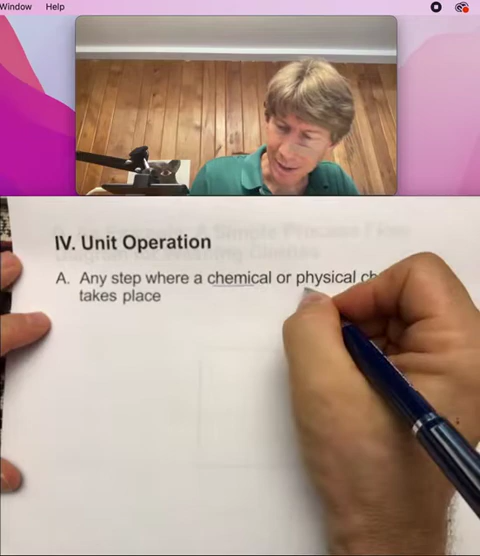 Window Help
IV. Unit Operation
A. Any step where a chemical or physical
takes place